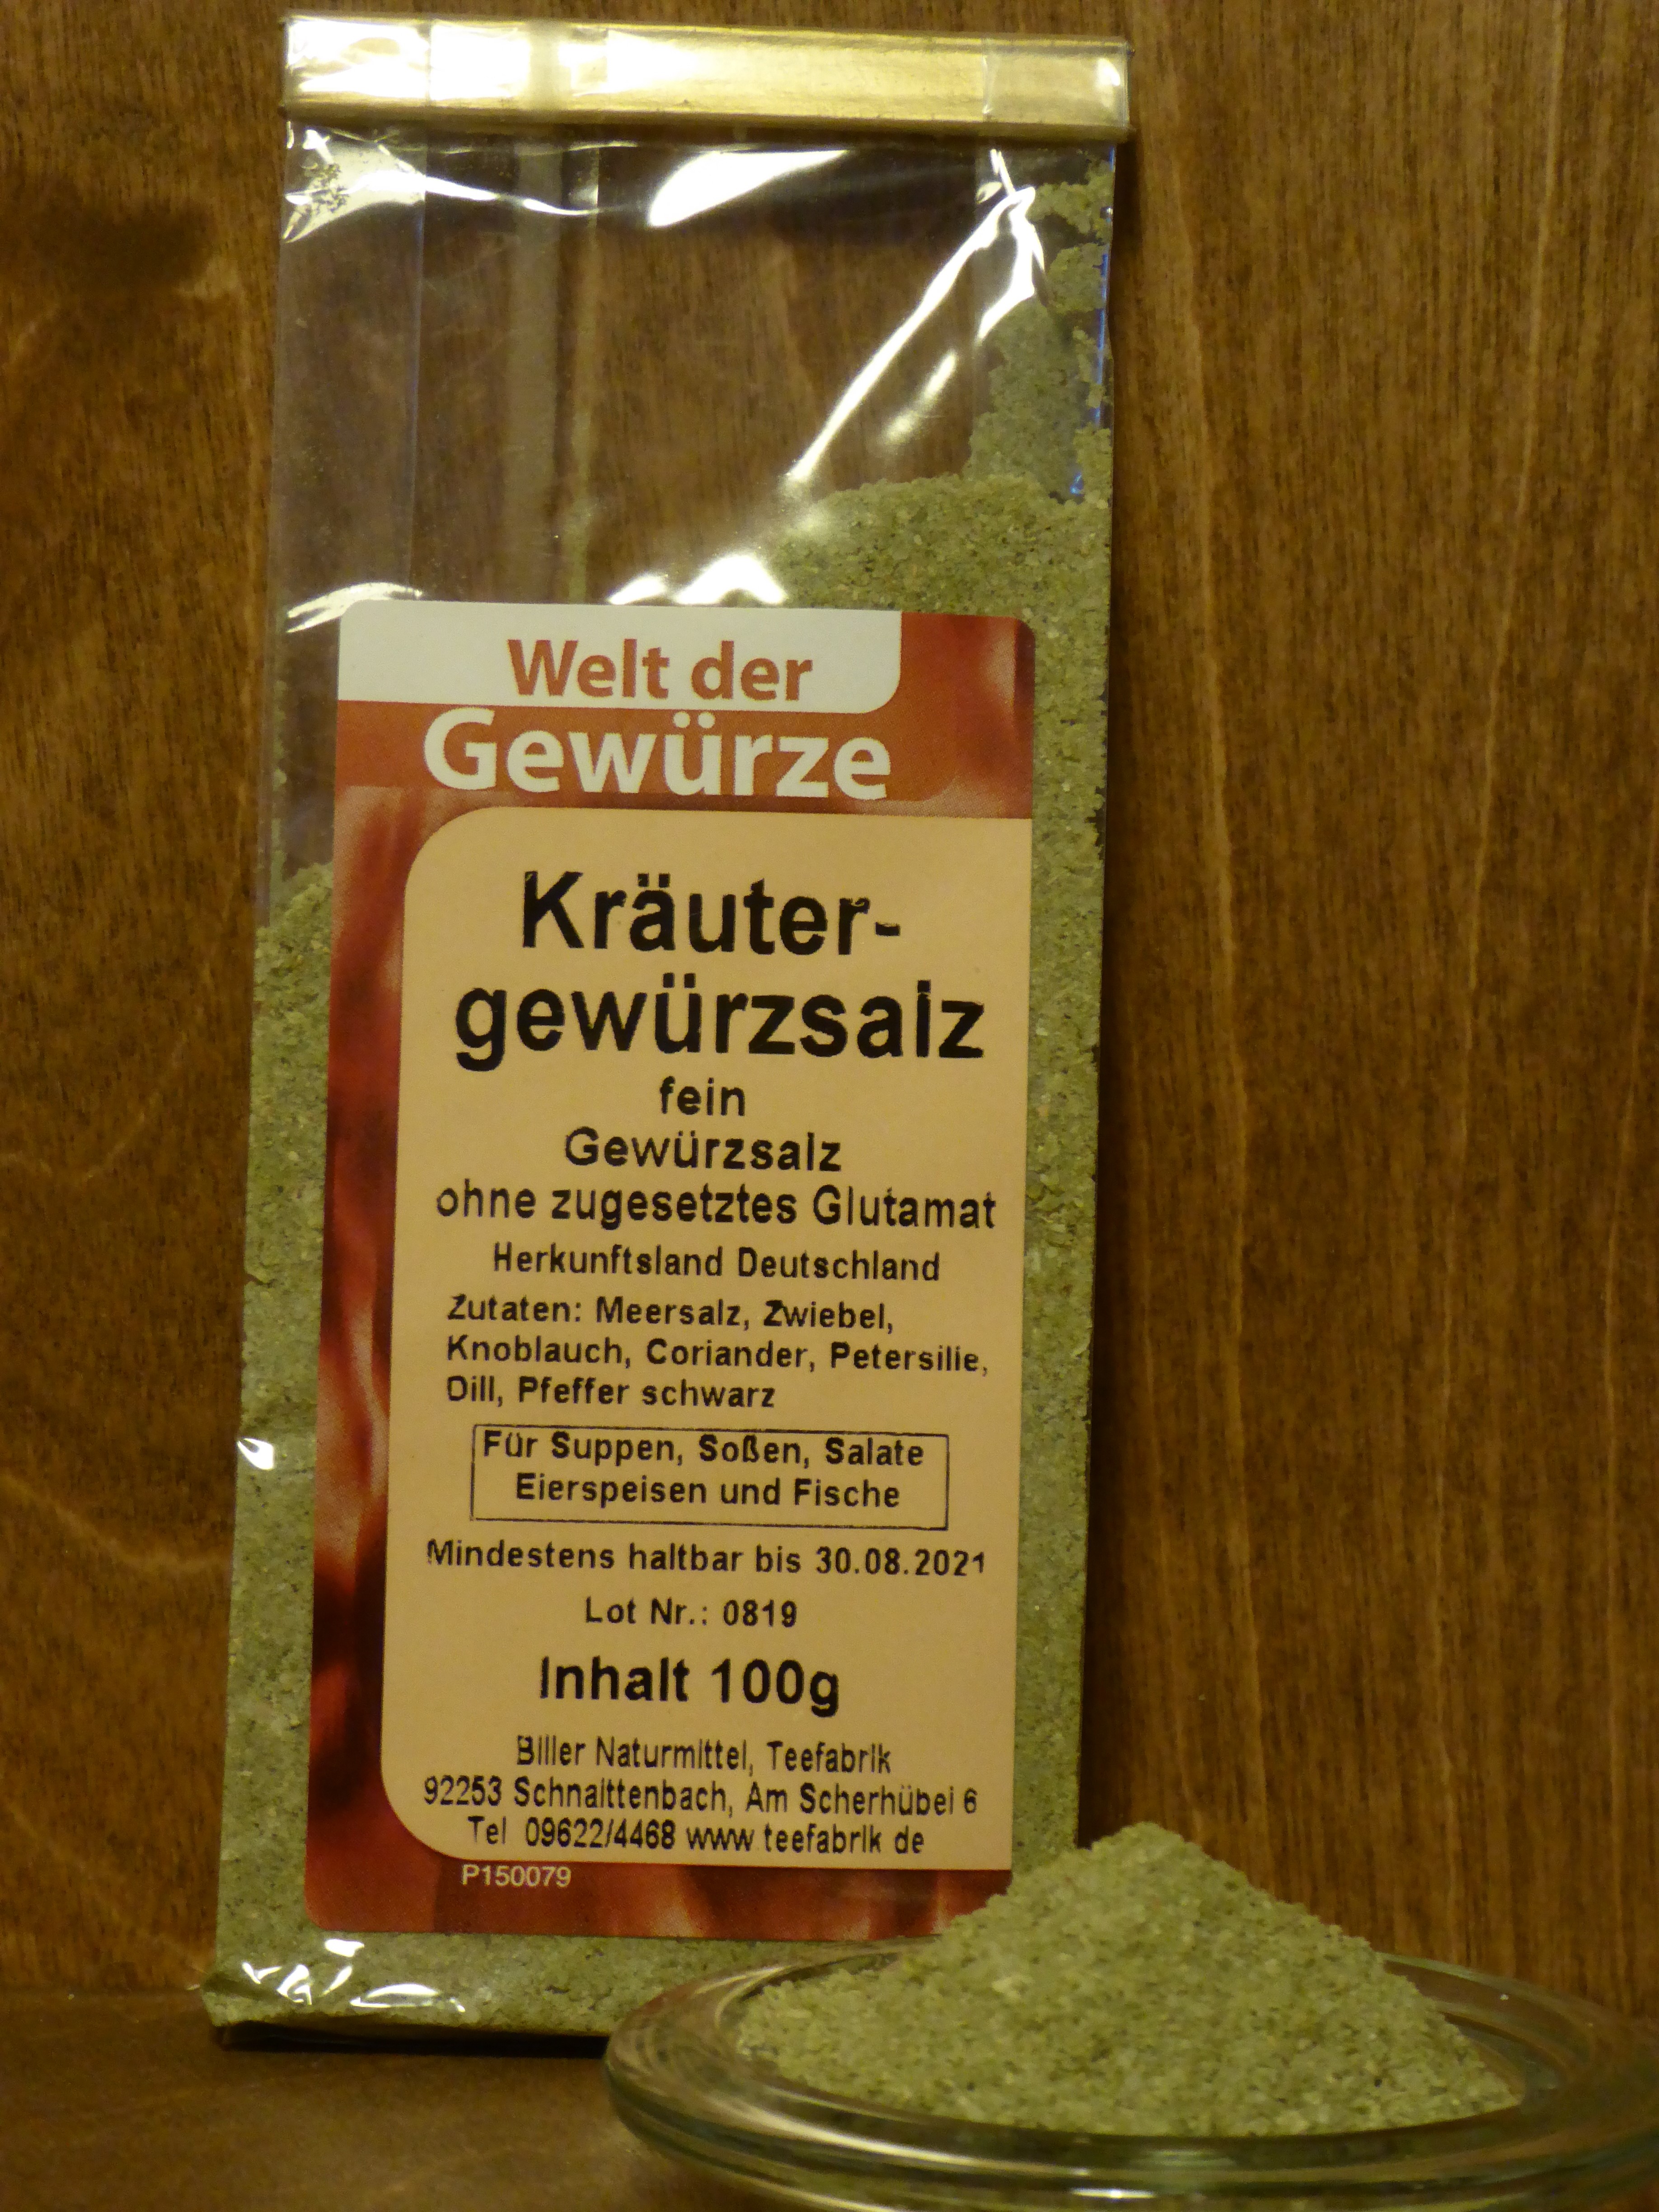 Welt der
Gewürze
Kräuter-
gewürzsalz
fein
Gewürzsalz
ohne zugesetztes Glutamat
Herkunftsland Deutschland
Zutaten: Meersalz, Zwiebel,
Knoblauch, Coriander, Petersilie,
Dill, Pfeffer schwarz
Für Suppen, Soßen, Salate
Eierspeisen und Fische
Mindestens haltbar bis 30.08.2021
Lot Nr.: 0819
Inhalt 100g
Biller Naturmittel, Teefabrik
92253 Schnaittenbach, Am Scherhübel 6
Tel 09622/4468 www teefabrik de
P150079